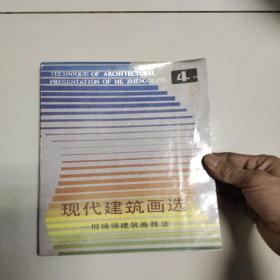 TECHNIQUE OF ARCHITECTURAL
PRESENTATION OF HE ZHENGQIANG
4
现代建筑画选
—何镇强建筑画技法